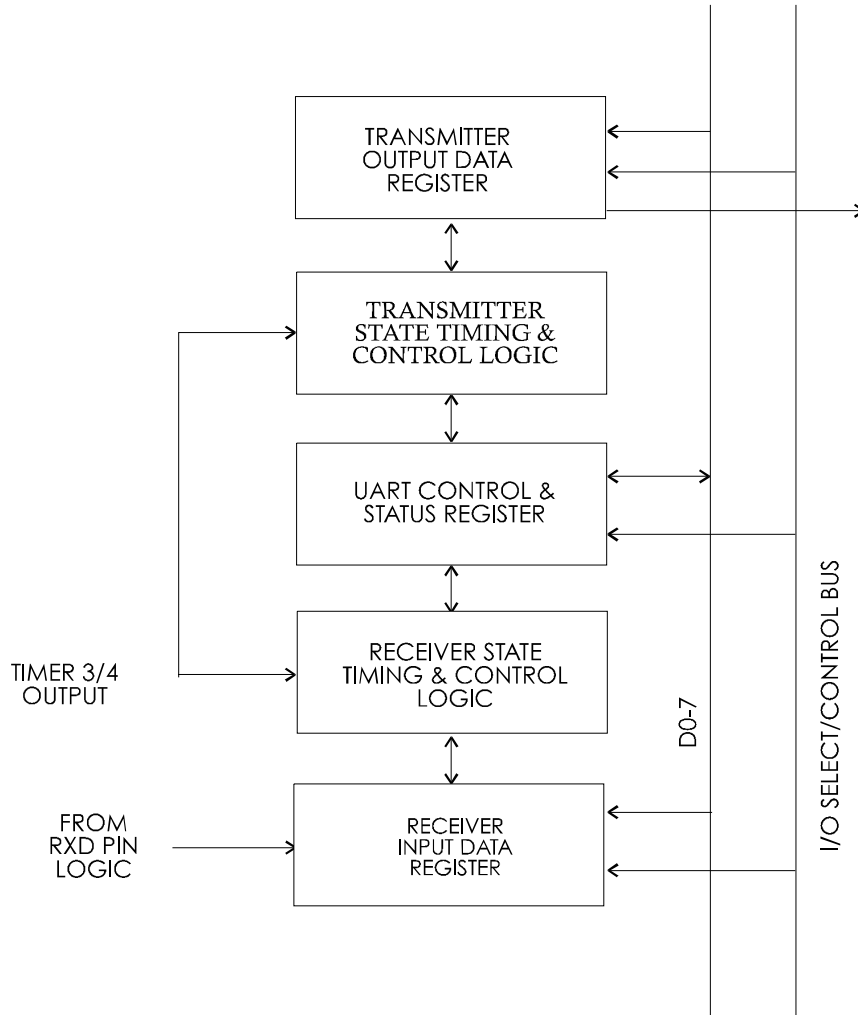 TRANSMITTER
OUTPUT DATA
REGISTER
TRANSMITTER
STATE TIMING &
CONTROL LOGIC
UART CONTROL &
STATUS REGISTER
RECEIVER STATE
TIMING & CONTROL
LOGIC
TIMER 3/4
OUTPUT
RECEIVER
INPUT DATA
REGISTER
FROM
RXD PIN
LOGIC
D0-7
I/O SELECT/CONTROL BUS